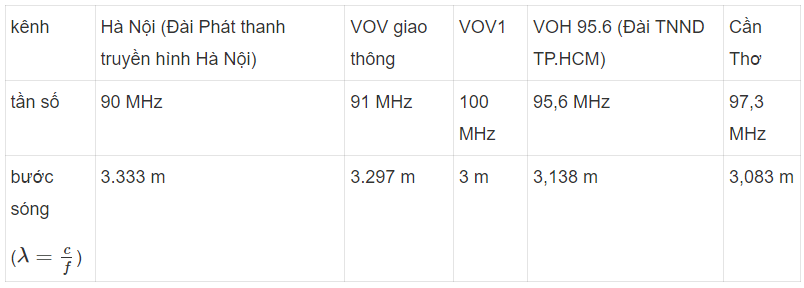 kênh
Hà Nội (Đài Phát thanh
truyền hình Hà Nội)
VOV giao
thông
VOV1
VOH 95.6 (Đài TNND
TP.HCM)
Cần
Thơ
tần số
90 MHz
91 MHz
100
MHz
95,6 MHz
97,3
MHz
bước
sóng
(λ = c/f)
3.333 m
3.297 m
3 m
3,138 m
3,083 m